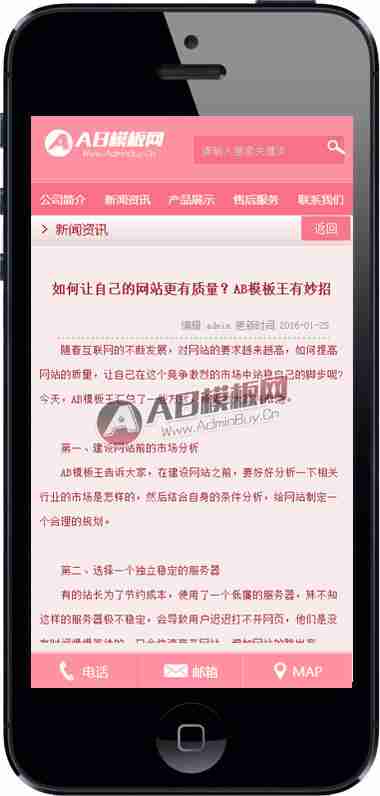 AB模板网
Www.AdminBuy.Cn
请输入搜索关键词
公司简介 新闻资讯 产品展示 售后服务 联系我们
> 新闻资讯 返回
如何让自己的网站更有质量？AB模板王有妙招
编辑 admin 更新时间 2016-01-25
随着互联网的不断发展，对网站的要求越来越高，如何提高
网站的质量，让自己在这个竞争激烈的市场中站稳自己的脚步呢?
今天，AB模板王汇总了一些
AB模板网
www.AdminBuy.Cn
第一、建设网站前的市场分析
AB模板王告诉大家，在建设网站之前，要好好分析一下相关
行业的市场是怎样的，然后结合自身的条件分析，给网站制定一
个合理的规划。
第二、选择一个独立稳定的服务器
有的站长为了节约成本，使用了一个低廉的服务器，殊不知
这样的服务器极不稳定，会导致用户迟迟打不开网页，他们是没
电话 邮箱 MAP